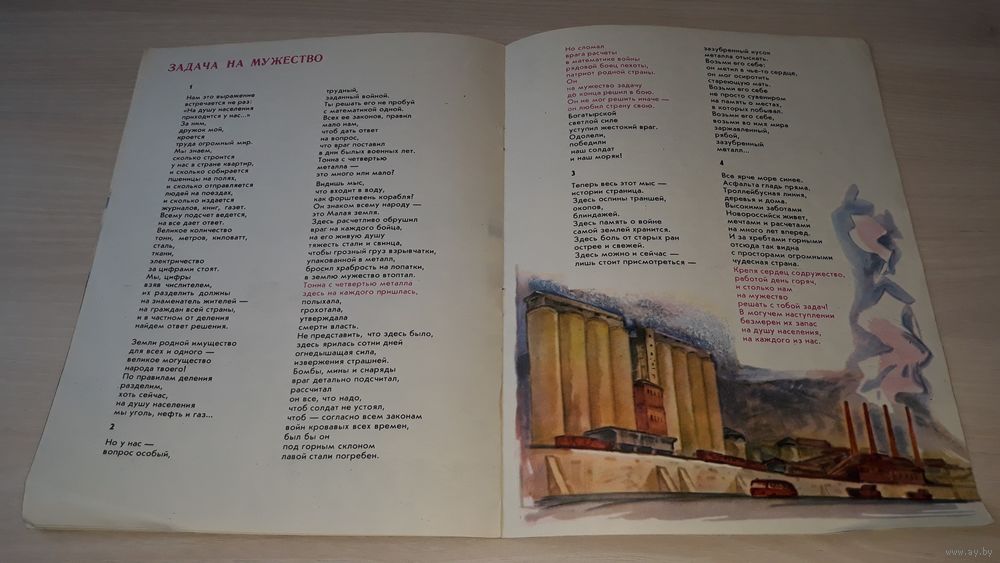 ЗАДАЧА НА МУЖЕСТВО
1
Нам это выражение
встречается не раз:
«На душу населения
приходится у нас...»
За ним,
дружок мой,
кроется
труда огромный мир.
Мы знаем,
сколько строится
у нас в стране квартир,
и сколько собирается
пшеницы на полях,
и сколько отправляется
людей на поездах,
и сколько издается
журналов, книг, газет.
Всему подсчет ведется,
на все дает ответ.
Великое количество
тонн, метров, киловатт,
сталь,
ткани,
электричество
за цифрами стоят.
Мы, цифры
взяв числителем,
их разделить должны
на знаменатель жителей —
на граждан всей страны,
и в частном от деления
найдем ответ решения.
Земли родной имущество
для всех и одного —
великое могущество
народа твоего!
По правилам деления
разделим,
хоть сейчас,
на душу населения
мы уголь, нефть и газ...
2
Но у нас —
вопрос особый,
трудный,
заданный войной.
Ты решать его не пробуй
с математикой одной.
Всех ее законов, правил
мало нам,
чтоб дать ответ
на вопрос,
что враг поставил
в дни былых военных лет.
Тонна с четвертью
металла —
это много или мало?
Видишь мыс,
что входит в воду,
как форштевень корабля?
Он знаком всему народу —
это Малая земля.
Здесь расчетливо обрушил
враг на каждого бойца,
на его живую душу
тяжесть стали и свинца,
чтобы грозный груз взрывчатки,
упакованной в металл,
бросил храбрость на лопатки,
в землю мужество втоптал.
Тонна с четвертью металла
здесь на каждого пришлась,
полыхала,
грохотала,
утверждала
смерти власть.
Не представить, что здесь было,
здесь ярилась сотни дней
огнедышащая сила,
извержения страшней.
Бомбы, мины и снаряды
враг детально подсчитал,
рассчитал
он все, что надо,
чтоб солдат не устоял,
чтоб — согласно всем законам
войн кровавых всех времен,
был бы он
под горным склоном
лавой стали погребен.
Но сломал
врага расчеты
в математике войны
рядовой боец пехоты,
патриот родной страны.
Он
на мужество задачу
до конца решил в бою.
Он не мог решить иначе —
он любил страну свою.
Богатырской
светлой силе
уступил жестокий враг.
Одолели,
победили
наш солдат
и наш моряк!
3
Теперь весь этот мыс —
истории страница.
Здесь оспины траншей,
окопов,
блиндажей.
Здесь память о войне
самой землей хранится.
Здесь боль от старых ран
острее и свежей.
Здесь можно и сейчас —
лишь стоит присмотреться —
зазубренный кусок
металла отыскать.
Возьми его себе:
он метил в чье-то сердце,
он мог осиротить
стареющую мать.
Возьми его себе
не просто сувениром
на память о местах,
в которых побывал.
Возьми его себе,
возьми во имя мира
заржавленный,
рябой,
зазубренный
металл...
4
Все ярче море синее.
Асфальта гладь пряма,
Троллейбусная линия,
деревья и дома.
Высокими заботами
Новороссийск живет,
мечтами и расчетами
на много лет вперед.
И за хребтами горными
отсюда так видна
с просторами огромными
чудесная страна.
Крепя сердец содружество,
работой день горяч,
и столько нам
на мужество
решать с тобой задач!
В могучем наступлении
безмерен их запас
на душу населения,
на каждого из нас.
www.ay.by